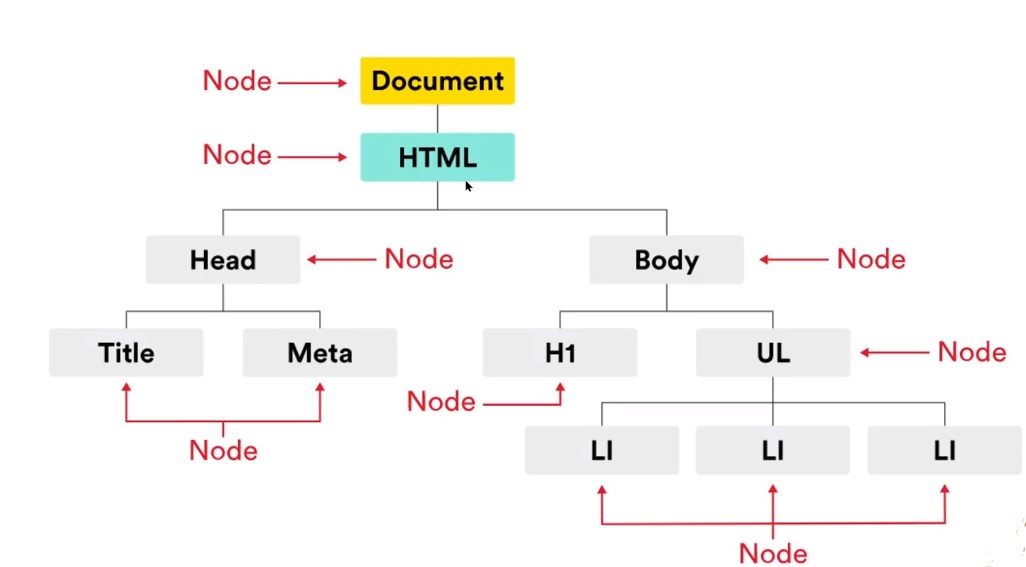 Node
Document
Node
HTML
Head
Node
Body
Node
Title
Meta
H1
UL
Node
Node
Node
LI
LI
LI
Node